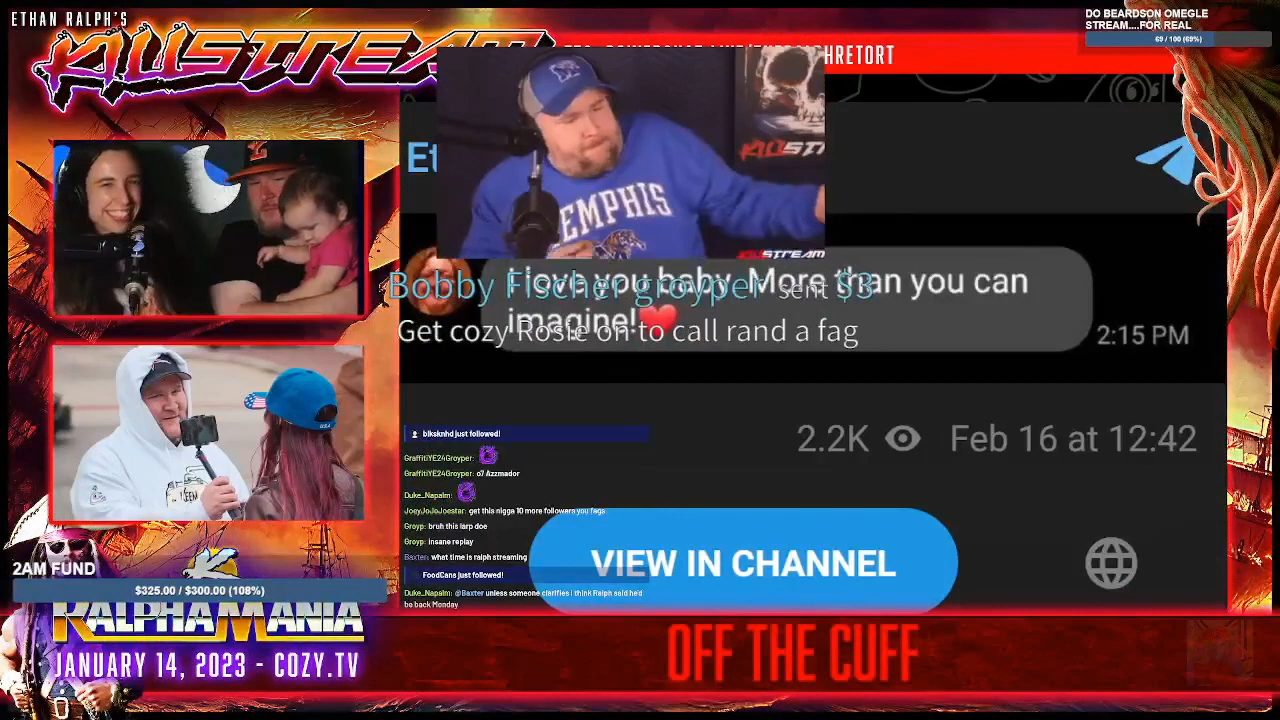 ETHAN RALPH'S
KILLSTREAM
DO BEARDSON OMEGLE
STREAM....FOR REAL
69 / 100 (69%)
HRETORT
Et
MEMPHIS
KILLSTREAM
I love you baby. More than you can
imagine!❤️
2:15 PM
Bobby Fischer groyper sent $3
Get cozy Rosie on to call rand a fag
2.2K
Feb 16 at 12:42
VIEW IN CHANNEL
blksknhd just followed!
GraffitiYE24Groyper:
GraffitiYE24Groyper: o7 Azzmador
Duke_Napalm:
JoeyJoJoJoestar: get this nigga 10 more followers you fags
Groyp: bruh this larp doe
Groyp: insane replay
Baxter: what time is ralph streaming
FoodCans just followed!
Duke_Napalm: @Baxter unless someone clarifies I think Ralph said he'd
be back Monday
2AM FUND
$325.00 / $300.00 (108%)
RALPHAMANIA
JANUARY 14, 2023 - COZY.TV
OFF THE CUFF